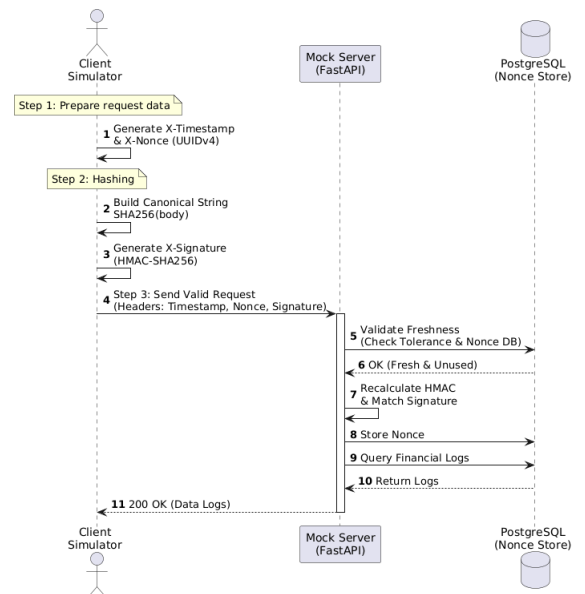 Client
Simulator
Mock Server
(FastAPI)
PostgreSQL
(Nonce Store)
Step 1: Prepare request data
1 Generate X-Timestamp
& X-Nonce (UUIDv4)
Step 2: Hashing
2 Build Canonical String
SHA256(body)
3 Generate X-Signature
(HMAC-SHA256)
4 Step 3: Send Valid Request
(Headers: Timestamp, Nonce, Signature)
5 Validate Freshness
(Check Tolerance & Nonce DB)
6 OK (Fresh & Unused)
7 Recalculate HMAC
& Match Signature
8 Store Nonce
9 Query Financial Logs
10 Return Logs
11 200 OK (Data Logs)
Client
Simulator
Mock Server
(FastAPI)
PostgreSQL
(Nonce Store)